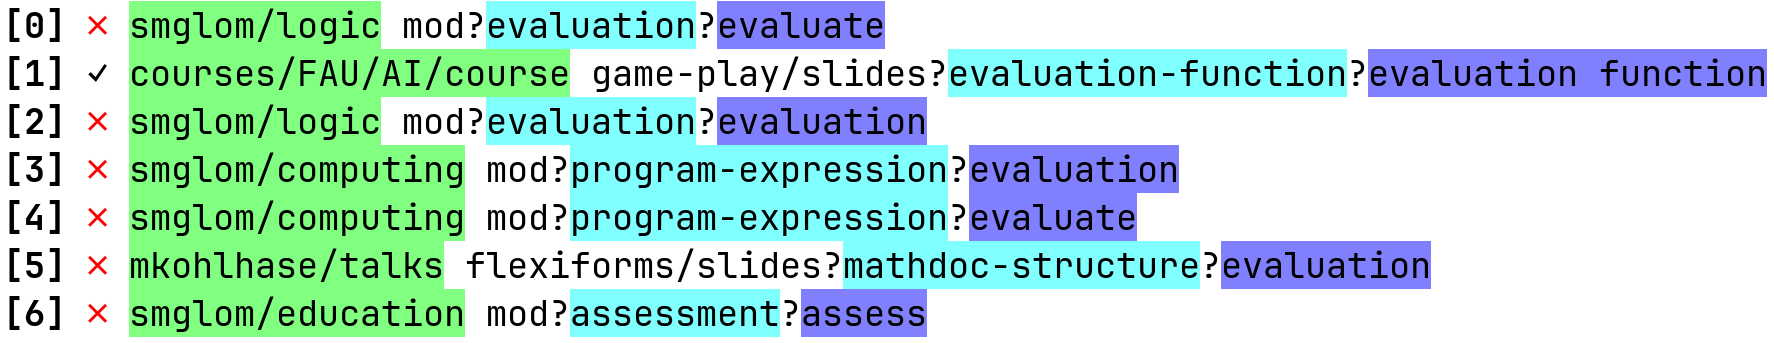 [0] ✕ smglom/logic mod?evaluation?evaluate
[1] ✓ courses/FAU/AI/course game-play/slides?evaluation-function?evaluation function
[2] ✕ smglom/logic mod?evaluation?evaluation
[3] ✕ smglom/computing mod?program-expression?evaluation
[4] ✕ smglom/computing mod?program-expression?evaluate
[5] ✕ mkohlhase/talks flexiforms/slides?mathdoc-structure?evaluation
[6] ✕ smglom/education mod?assessment?assess